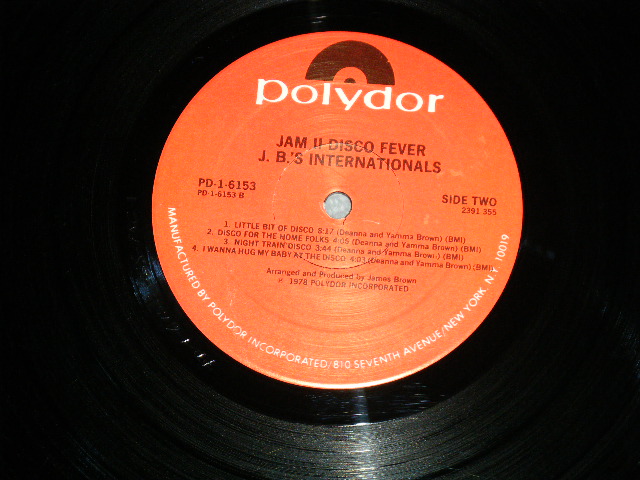 polydor
JAM II DISCO FEVER
J. B.'S INTERNATIONALS
PD-1-6153
PD-1-6153 B
SIDE TWO
2391 355
1. LITTLE BIT OF DISCO 8:17 (Deanna and Yamma Brown) (BMI)
2. DISCO FOR THE HOME FOLKS 4:05 (Deanna and Yamma Brown) (BMI)
3. NIGHT TRAIN DISCO 3:44 (Deanna and Yamma Brown) (BMI)
4. I WANNA HUG MY BABY AT THE DISCO 4:03 (Deanna and Yamma Brown) (BMI)
Arranged and Produced by James Brown
℗ 1978 POLYDOR INCORPORATED
MANUFACTURED BY POLYDOR INCORPORATED/810 SEVENTH AVENUE/NEW YORK, N.Y. 10019